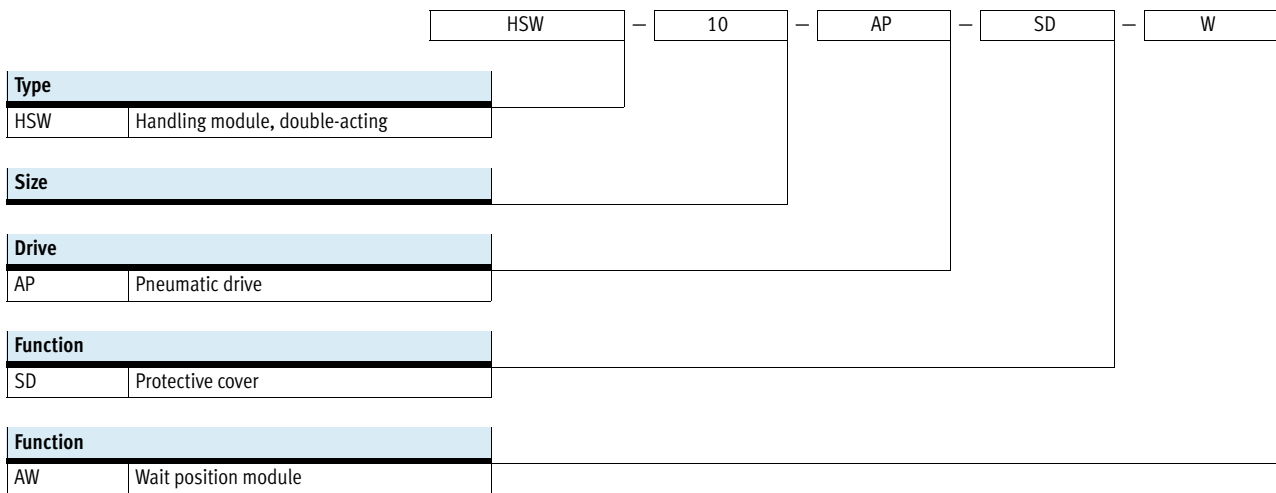 HSW – 10 – AP – SD – W
Type
HSW Handling module, double-acting
Size
Drive
AP Pneumatic drive
Function
SD Protective cover
Function
AW Wait position module